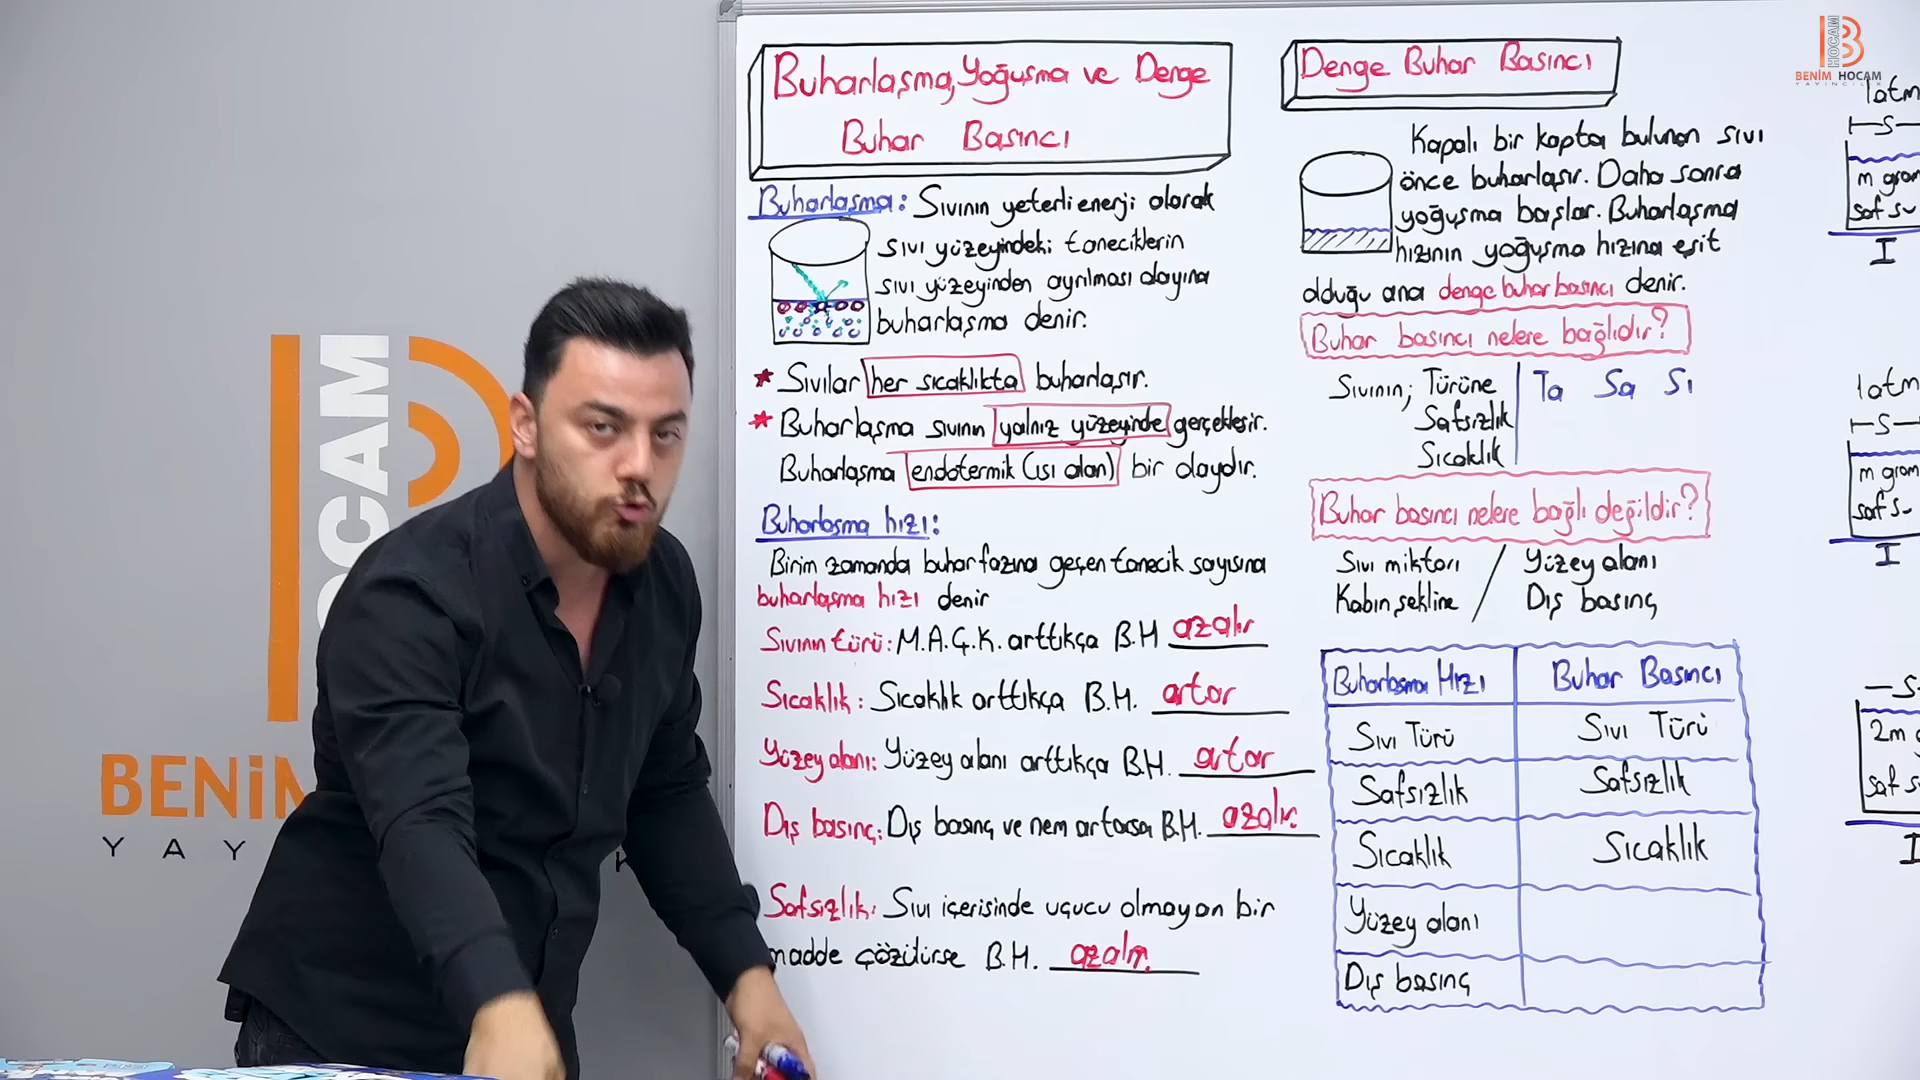 Buharlaşma, Yoğuşma ve Denge
Buhar Basıncı
Buharlaşma: Sıvının yeterli enerji alarak
sıvı yüzeyindeki taneciklerin
sıvı yüzeyinden ayrılması olayına
buharlaşma denir.
* Sıvılar her sıcaklıkta buharlaşır.
* Buharlaşma sıvının yalnız yüzeyinde gerçekleşir.
Buharlaşma endotermik (ısı alan) bir olaydır.
Buharlaşma hızı:
Birim zamanda buhar fazına geçen tanecik sayısına
buharlaşma hızı denir
Sıvının türü: M.A.Ç.K. arttıkça B.H azalır
Sıcaklık: Sıcaklık arttıkça B.H. artar
Yüzey alanı: Yüzey alanı arttıkça B.H. artar
Dış basınç: Dış basınç ve nem artarsa B.H. azalır.
Safsızlık: Sıvı içerisinde uçucu olmayan bir
madde çözülürse B.H. azalır.
Denge Buhar Basıncı
Kapalı bir kapta bulunan sıvı
önce buharlaşır. Daha sonra
yoğuşma başlar. Buharlaşma
hızının yoğuşma hızına eşit
olduğu ana denge buhar basıncı denir.
Buhar basıncı nelere bağlıdır?
Sıvının; Türüne Ta Sa Sı
Safsızlık
Sıcaklık
Buhar basıncı nelere bağlı değildir?
Sıvı miktarı / Yüzey alanı
Kabın şekline / Dış basınç
Buharlaşma Hızı Buhar Basıncı
Sıvı Türü Sıvı Türü
Safsızlık Safsızlık
Sıcaklık Sıcaklık
Yüzey alanı
Dış basınç
1atm
S
m gram
saf su
I
1atm
S
m gram
saf su
I
S
2m
saf s
I
BENİM HOCAM
YAYINCILIK
OCAM
BENİM
YAY